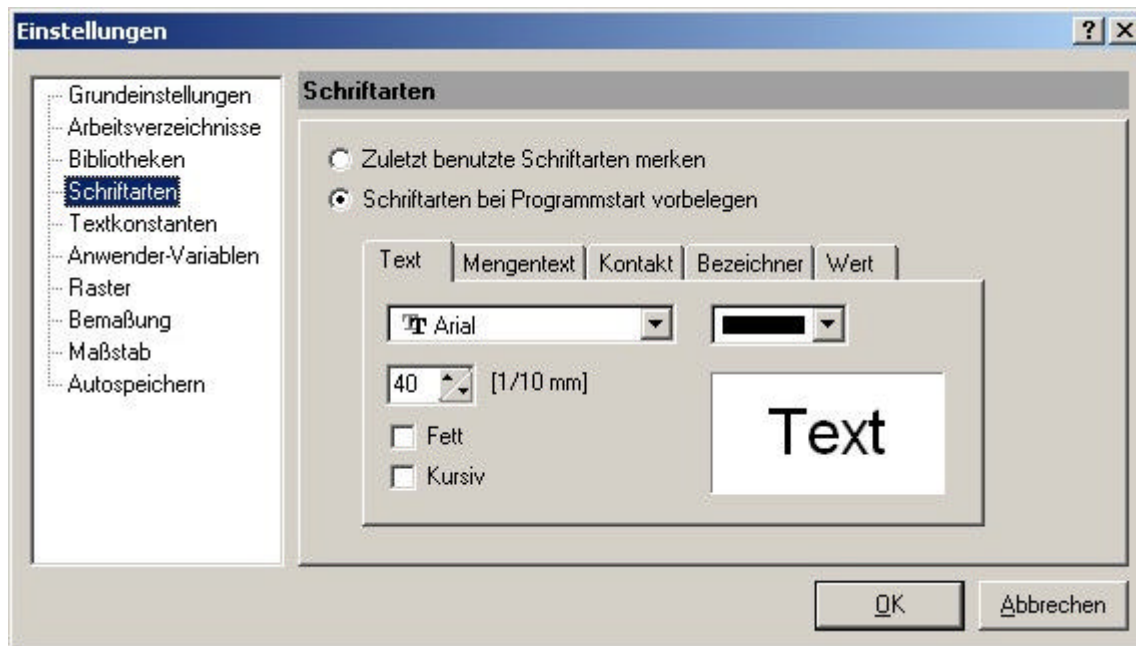 Einstellungen
Grundeinstellungen
Arbeitsverzeichnisse
Bibliotheken
Schriftarten
Textkonstanten
Anwender-Variablen
Raster
Bemaßung
Maßstab
Autospeichern
Schriftarten
Zuletzt benutzte Schriftarten merken
Schriftarten bei Programmstart vorbelegen
Text Mengentext Kontakt Bezeichner Wert
Arial
40 [1/10 mm]
Fett
Kursiv
Text
OK Abbrechen